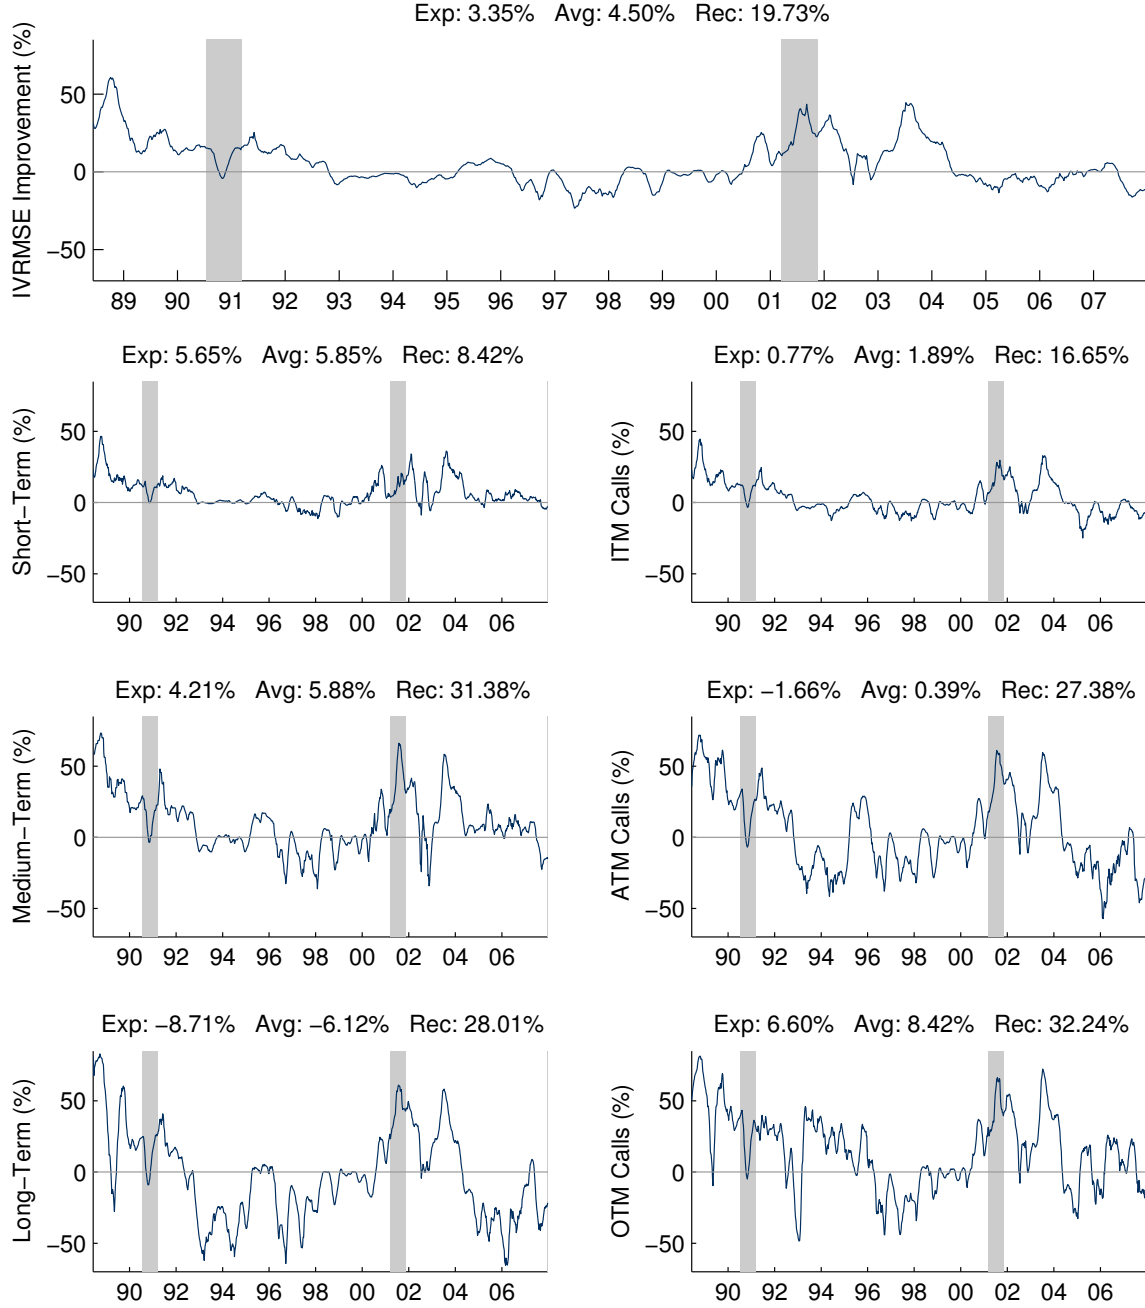 Exp: 3.35% Avg: 4.50% Rec: 19.73%
IVRMSE Improvement (%)
50
0
−50
89 90 91 92 93 94 95 96 97 98 99 00 01 02 03 04 05 06 07
Exp: 5.65% Avg: 5.85% Rec: 8.42%
Short−Term (%)
50
0
−50
90 92 94 96 98 00 02 04 06
Exp: 0.77% Avg: 1.89% Rec: 16.65%
ITM Calls (%)
50
0
−50
90 92 94 96 98 00 02 04 06
Exp: 4.21% Avg: 5.88% Rec: 31.38%
Medium−Term (%)
50
0
−50
90 92 94 96 98 00 02 04 06
Exp: −1.66% Avg: 0.39% Rec: 27.38%
ATM Calls (%)
50
0
−50
90 92 94 96 98 00 02 04 06
Exp: −8.71% Avg: −6.12% Rec: 28.01%
Long−Term (%)
50
0
−50
90 92 94 96 98 00 02 04 06
Exp: 6.60% Avg: 8.42% Rec: 32.24%
OTM Calls (%)
50
0
−50
90 92 94 96 98 00 02 04 06